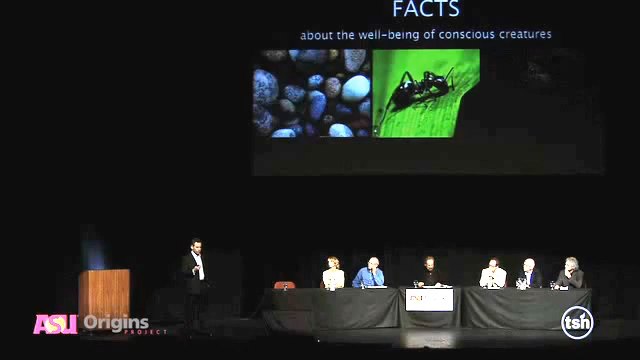 FACTS
about the well-being of conscious creatures
ASU Origins
PROJECT
tsh